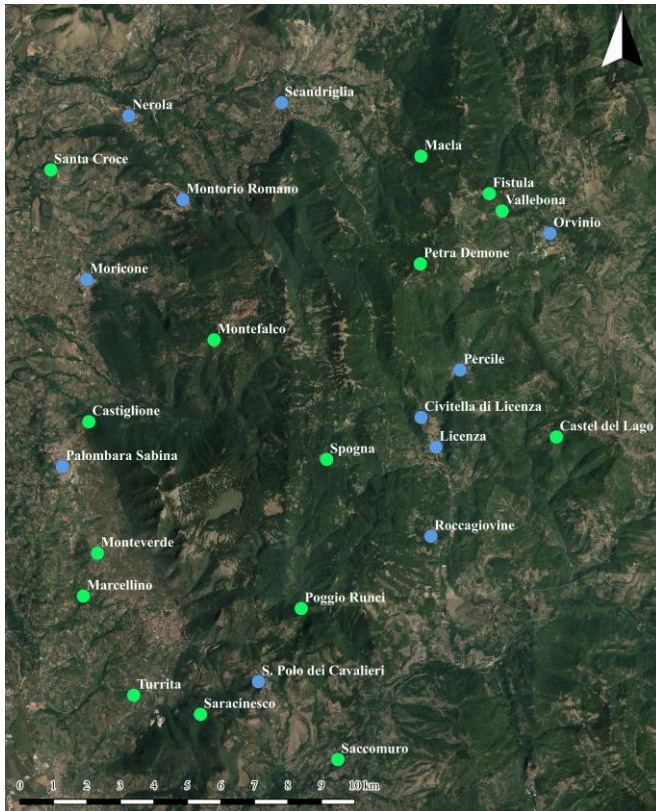 Scandriglia
Nerola
Macla
Santa Croce
Montorio Romano
Fistula
Vallebona
Orvinio
Petra Demone
Moricone
Montefalco
Percile
Castiglione
Civitella di Licenza
Castel del Lago
Licenza
Palombara Sabina
Spogna
Roccagiovine
Monteverde
Marcellino
Poggio Runci
S. Polo dei Cavalieri
Turrita
Saracinesco
Saccomuro
0 1 2 3 4 5 6 7 8 9 10 km